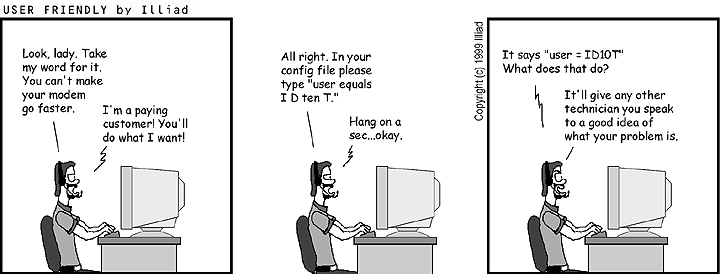 USER FRIENDLY by Illiad
Look, lady. Take
my word for it.
You can't make
your modem
go faster.
I'm a paying
customer! You'll
do what I want!
All right. In your
config file please
type "user equals
I D ten T."
Hang on a
sec...okay.
Copyright (c) 1999 Illiad
It says "user = ID10T"
What does that do?
It'll give any other
technician you speak
to a good idea of
what your problem is.